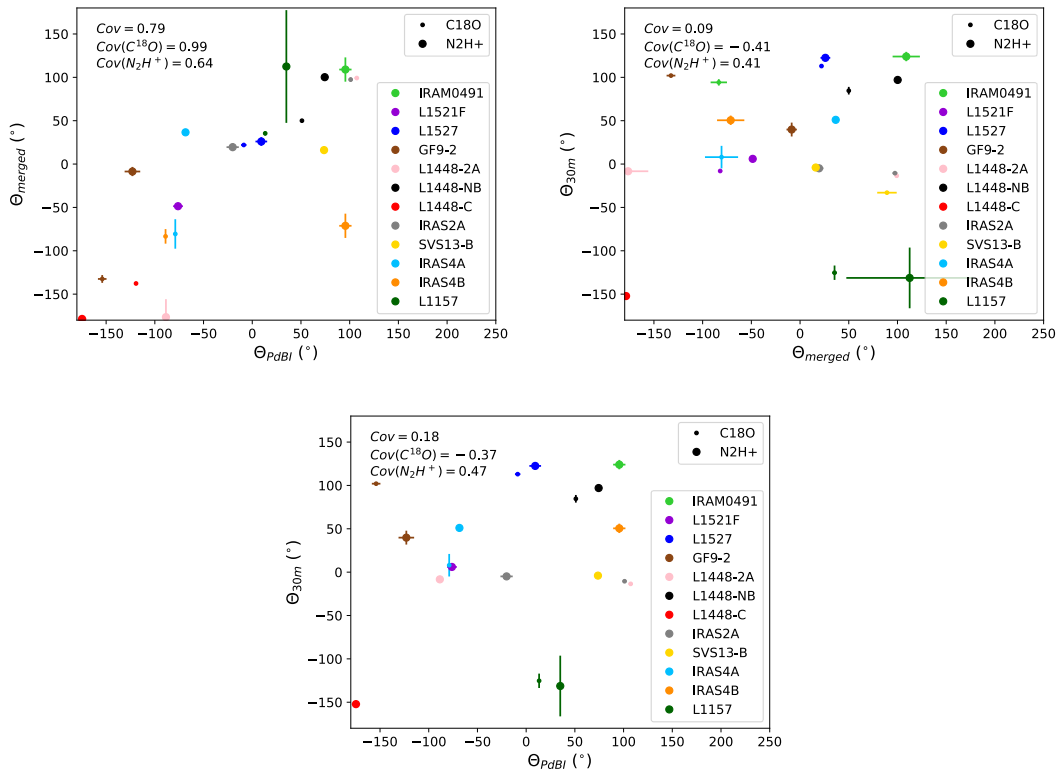 Cov = 0.79
Cov(C¹⁸O) = 0.99
Cov(N₂H⁺) = 0.64
C18O
N2H+
IRAM0491
L1521F
L1527
GF9-2
L1448-2A
L1448-NB
L1448-C
IRAS2A
SVS13-B
IRAS4A
IRAS4B
L1157
150
100
50
0
−50
−100
−150
Θmerged (°)
−150 −100 −50 0 50 100 150 200 250
ΘPdBI (°)
Cov = 0.09
Cov(C¹⁸O) = −0.41
Cov(N₂H⁺) = 0.41
C18O
N2H+
IRAM0491
L1521F
L1527
GF9-2
L1448-2A
L1448-NB
L1448-C
IRAS2A
SVS13-B
IRAS4A
IRAS4B
L1157
150
100
50
0
−50
−100
−150
Θ30m (°)
−150 −100 −50 0 50 100 150 200 250
Θmerged (°)
Cov = 0.18
Cov(C¹⁸O) = −0.37
Cov(N₂H⁺) = 0.47
C18O
N2H+
IRAM0491
L1521F
L1527
GF9-2
L1448-2A
L1448-NB
L1448-C
IRAS2A
SVS13-B
IRAS4A
IRAS4B
L1157
150
100
50
0
−50
−100
−150
Θ30m (°)
−150 −100 −50 0 50 100 150 200 250
ΘPdBI (°)